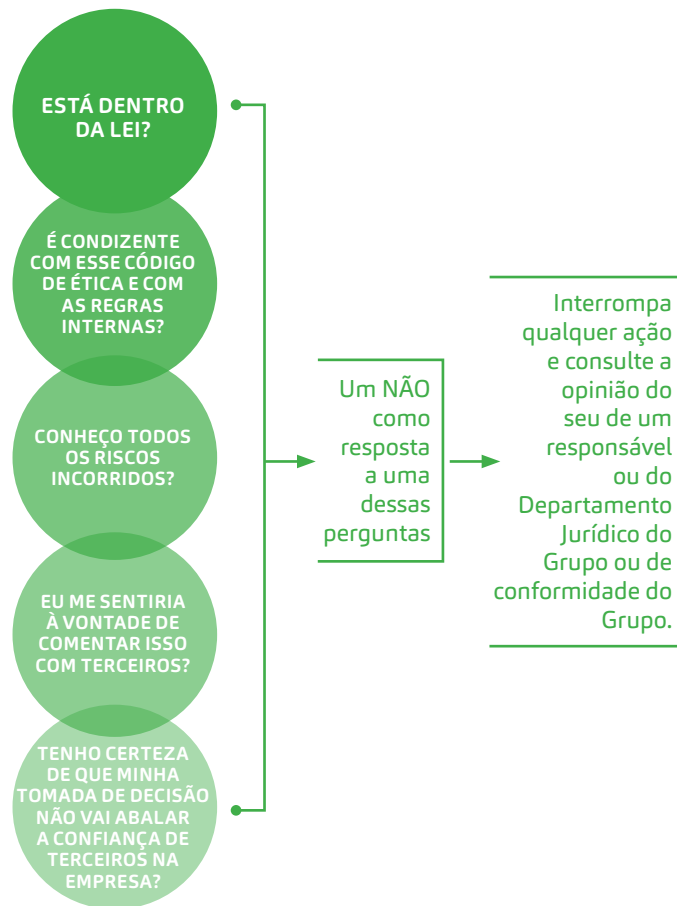 ESTÁ DENTRO
DA LEI?
É CONDIZENTE
COM ESSE CÓDIGO
DE ÉTICA E COM
AS REGRAS
INTERNAS?
CONHEÇO TODOS
OS RISCOS
INCORRIDOS?
EU ME SENTIRIA
À VONTADE DE
COMENTAR ISSO
COM TERCEIROS?
TENHO CERTEZA
DE QUE MINHA
TOMADA DE DECISÃO
NÃO VAI ABALAR
A CONFIANÇA DE
TERCEIROS NA
EMPRESA?
Um NÃO
como
resposta
a uma
dessas
perguntas
Interrompa
qualquer ação
e consulte a
opinião do
seu de um
responsável
ou do
Departamento
Jurídico do
Grupo ou de
conformidade do
Grupo.